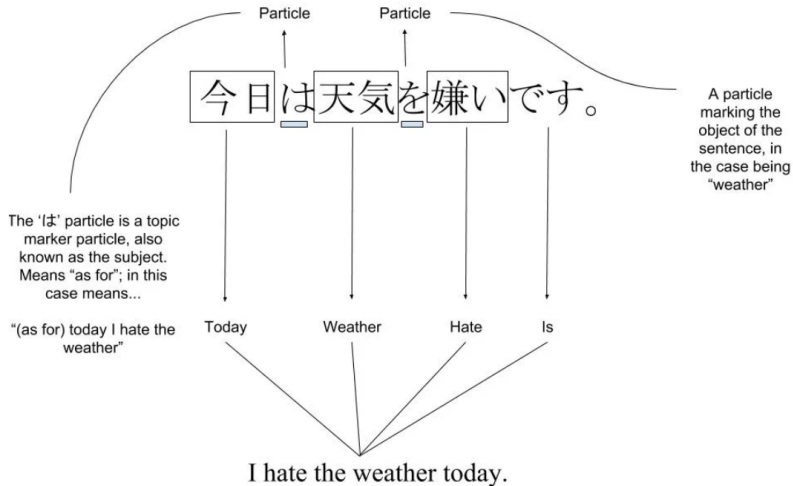 Particle
Particle
今日は天気を嫌いです。
A particle
marking the
object of the
sentence, in
the case being
“weather”
The ‘は’ particle is a topic
marker particle, also
known as the subject.
Means “as for”; in this
case means...
“(as for) today I hate the
weather”
Today
Weather
Hate
Is
I hate the weather today.